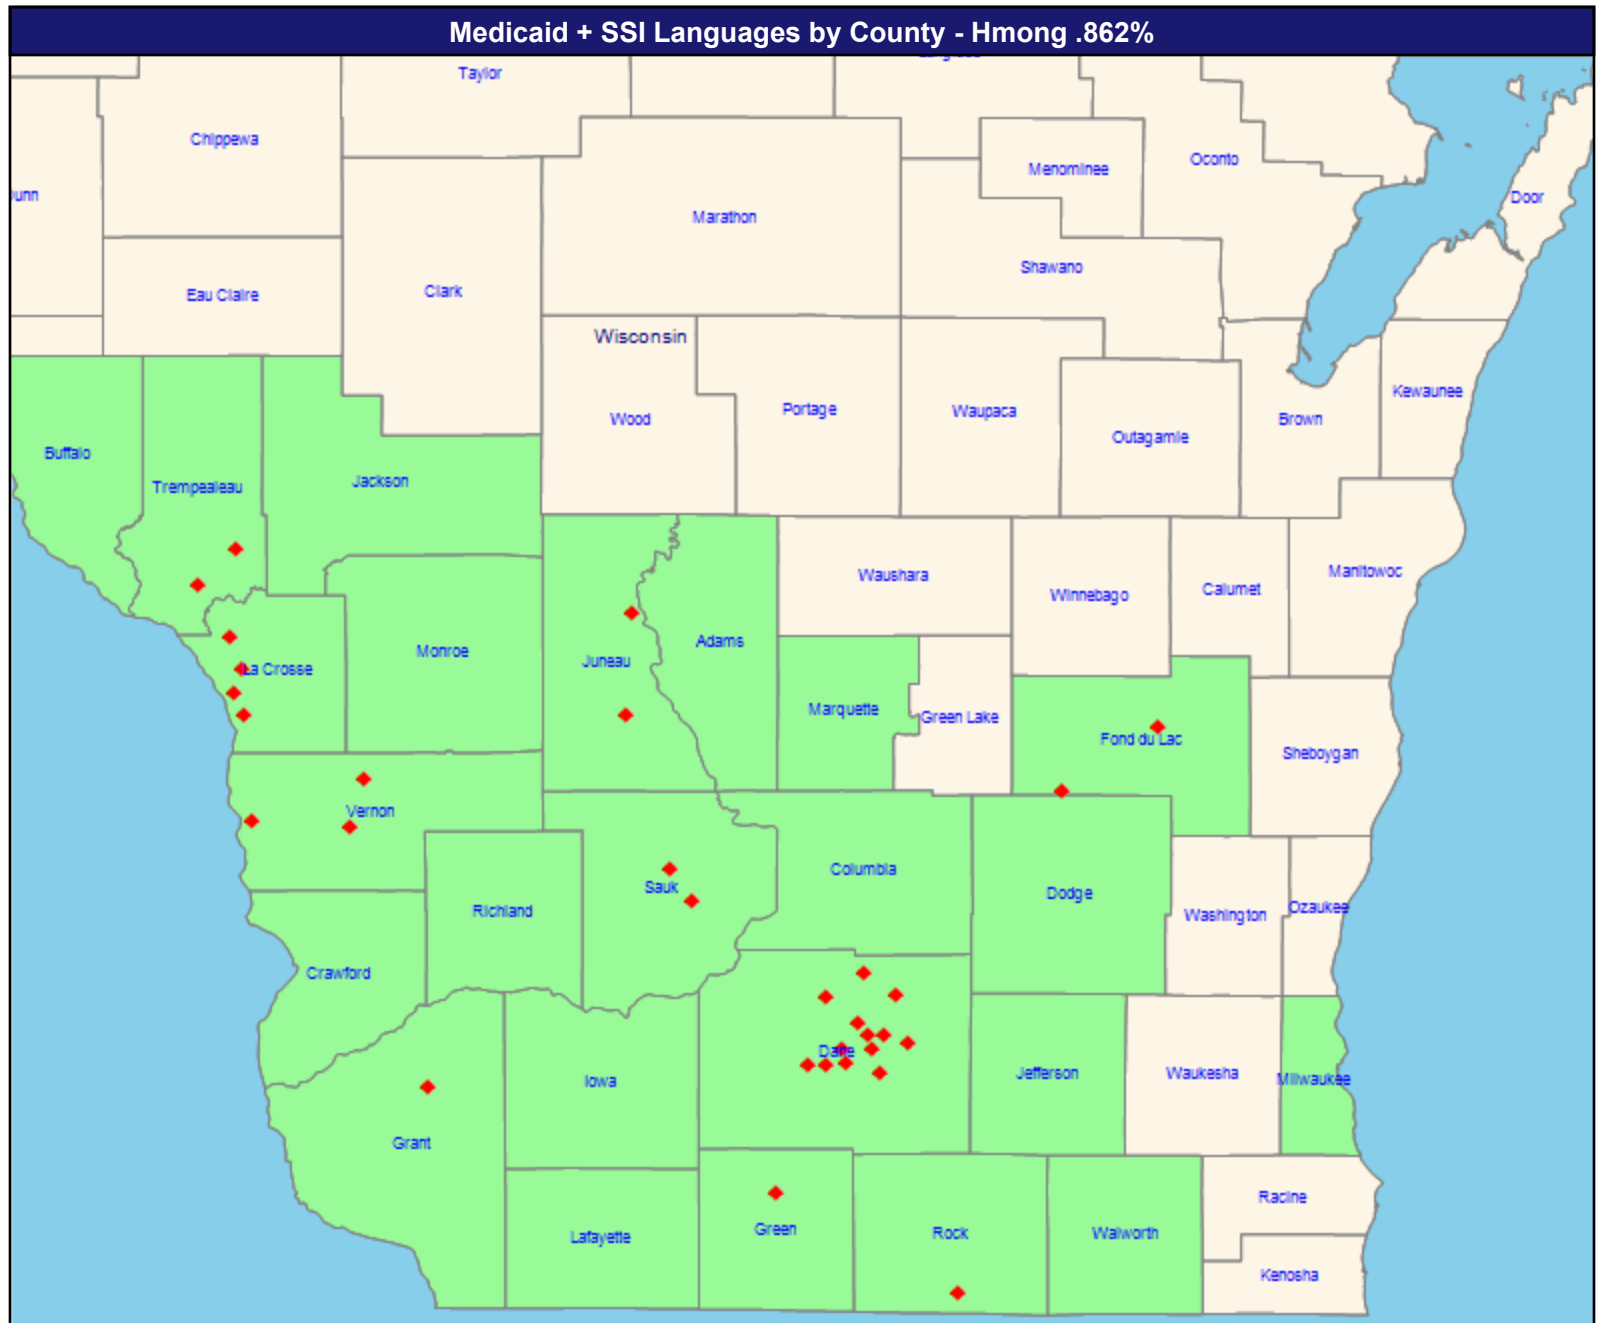 Medicaid + SSI Languages by County - Hmong .862%
Taylor
Chippewa
Oconto
Menominee
unn
Door
Marathon
Shawano
Eau Claire
Clark
Wisconsin
Kewaunee
Portage
Waupaca
Wood
Brown
Outagamie
Buffalo
Jackson
Trempealeau
Manitowoc
Waushara
Calumet
Winnebago
Adams
Monroe
Juneau
La Crosse
Marquette
Green Lake
Fond du Lac
Sheboygan
Vernon
Columbia
Sauk
Dodge
Ozaukee
Richland
Washington
Crawford
Dane
Jefferson
Waukesha
Milwaukee
Iowa
Grant
Racine
Green
Rock
Walworth
Lafayette
Kenosha